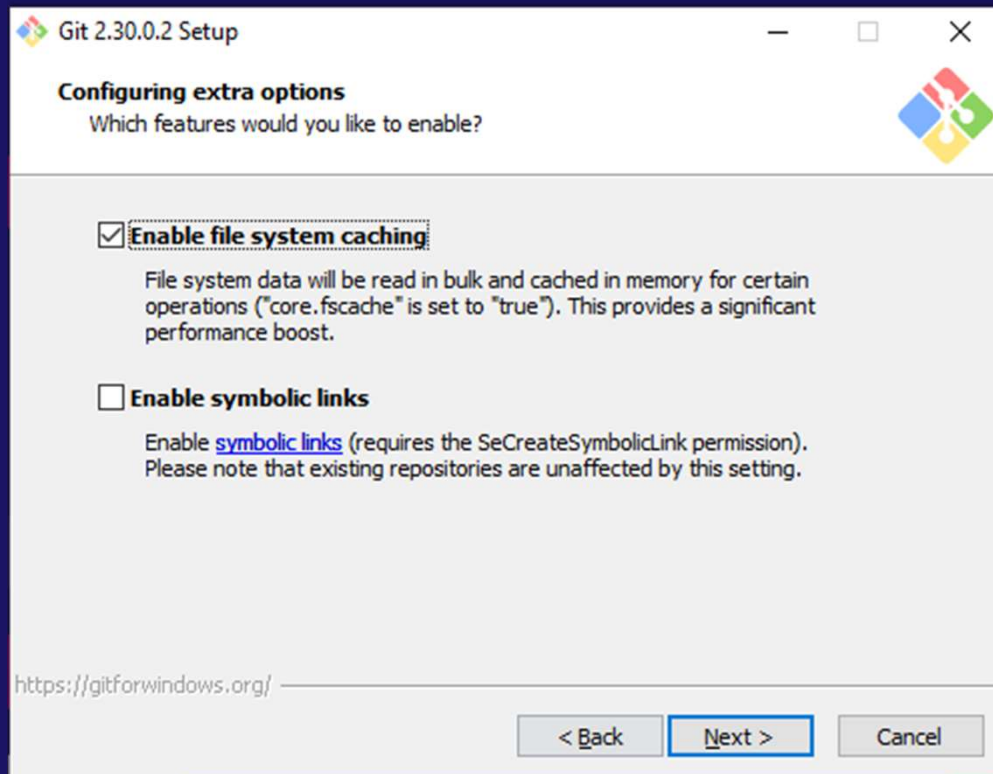 Git 2.30.0.2 Setup
Configuring extra options
Which features would you like to enable?
Enable file system caching
File system data will be read in bulk and cached in memory for certain
operations ("core.fscache" is set to "true"). This provides a significant
performance boost.
Enable symbolic links
Enable symbolic links (requires the SeCreateSymbolicLink permission).
Please note that existing repositories are unaffected by this setting.
https://gitforwindows.org/
< Back
Next >
Cancel